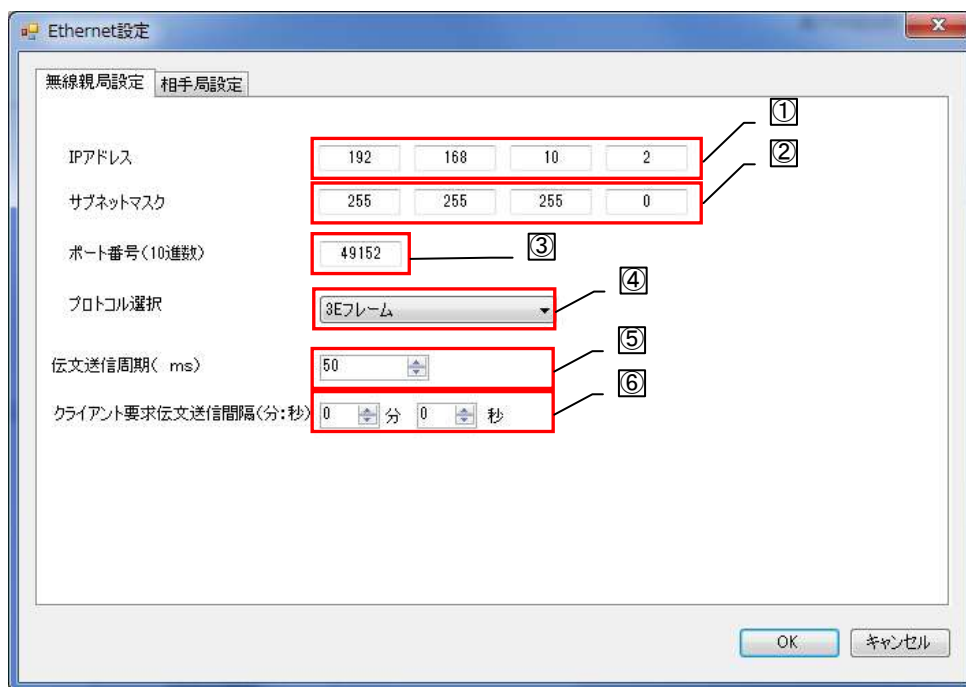 Ethernet設定
無線親局設定 相手局設定
①
IPアドレス 192 168 10 2
②
サブネットマスク 255 255 255 0
ポート番号(10進数) 49152 ③
④
プロトコル選択 3Eフレーム
⑤
伝文送信周期( ms) 50
⑥
クライアント要求伝文送信間隔(分:秒) 0 分 0 秒
OK キャンセル